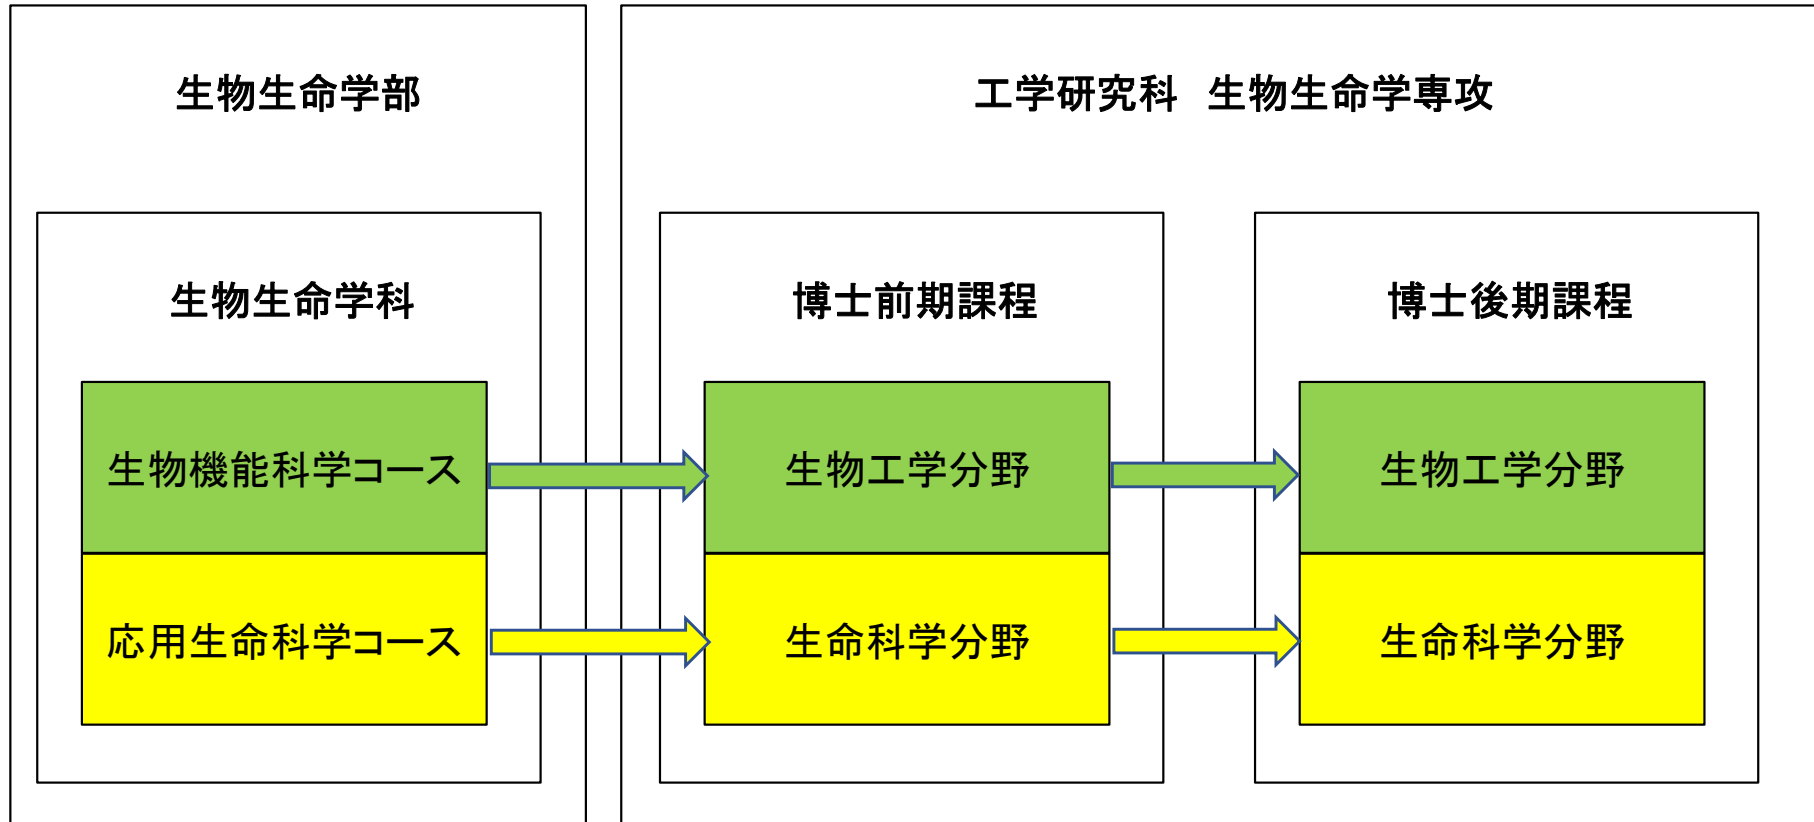 生物生命学部
工学研究科　生物生命学専攻
生物生命学科
博士前期課程
博士後期課程
生物機能科学コース
生物工学分野
生物工学分野
応用生命科学コース
生命科学分野
生命科学分野